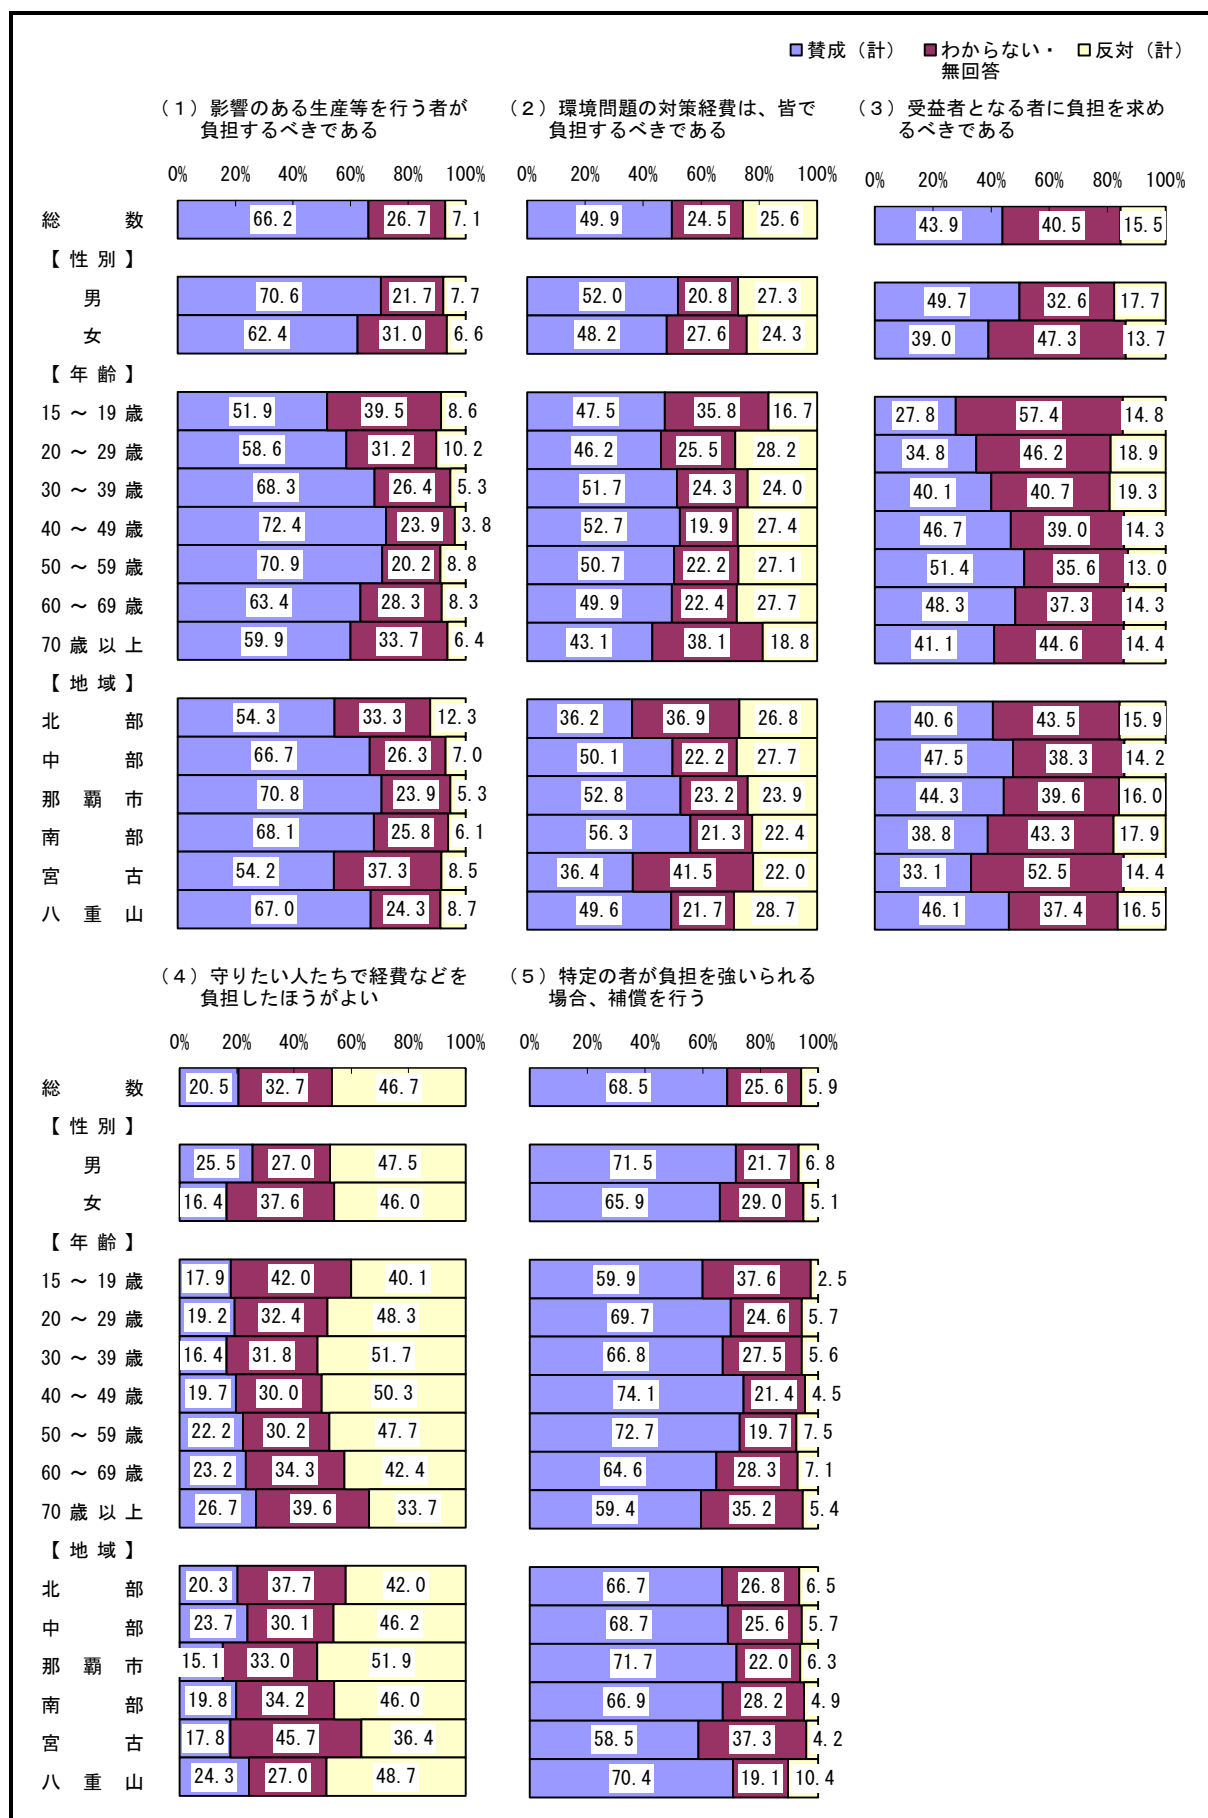 賛成（計） わからない・ 反対（計）
無回答
（１）影響のある生産等を行う者が
負担するべきである
（２）環境問題の対策経費は、皆で
負担するべきである
（３）受益者となる者に負担を求め
るべきである
0% 20% 40% 60% 80% 100% 0% 20% 40% 60% 80% 100% 0% 20% 40% 60% 80% 100%
総数 66.2 26.7 7.1 49.9 24.5 25.6 43.9 40.5 15.5
【性別】
男 70.6 21.7 7.7 52.0 20.8 27.3 49.7 32.6 17.7
女 62.4 31.0 6.6 48.2 27.6 24.3 39.0 47.3 13.7
【年齢】
15～19歳 51.9 39.5 8.6 47.5 35.8 16.7 27.8 57.4 14.8
20～29歳 58.6 31.2 10.2 46.2 25.5 28.2 34.8 46.2 18.9
30～39歳 68.3 26.4 5.3 51.7 24.3 24.0 40.1 40.7 19.3
40～49歳 72.4 23.9 3.8 52.7 19.9 27.4 46.7 39.0 14.3
50～59歳 70.9 20.2 8.8 50.7 22.2 27.1 51.4 35.6 13.0
60～69歳 63.4 28.3 8.3 49.9 22.4 27.7 48.3 37.3 14.3
70歳以上 59.9 33.7 6.4 43.1 38.1 18.8 41.1 44.6 14.4
【地域】
北部 54.3 33.3 12.3 36.2 36.9 26.8 40.6 43.5 15.9
中部 66.7 26.3 7.0 50.1 22.2 27.7 47.5 38.3 14.2
那覇市 70.8 23.9 5.3 52.8 23.2 23.9 44.3 39.6 16.0
南部 68.1 25.8 6.1 56.3 21.3 22.4 38.8 43.3 17.9
宮古 54.2 37.3 8.5 36.4 41.5 22.0 33.1 52.5 14.4
八重山 67.0 24.3 8.7 49.6 21.7 28.7 46.1 37.4 16.5
（４）守りたい人たちで経費などを
負担したほうがよい
（５）特定の者が負担を強いられる
場合、補償を行う
0% 20% 40% 60% 80% 100% 0% 20% 40% 60% 80% 100%
総数 20.5 32.7 46.7 68.5 25.6 5.9
【性別】
男 25.5 27.0 47.5 71.5 21.7 6.8
女 16.4 37.6 46.0 65.9 29.0 5.1
【年齢】
15～19歳 17.9 42.0 40.1 59.9 37.6 2.5
20～29歳 19.2 32.4 48.3 69.7 24.6 5.7
30～39歳 16.4 31.8 51.7 66.8 27.5 5.6
40～49歳 19.7 30.0 50.3 74.1 21.4 4.5
50～59歳 22.2 30.2 47.7 72.7 19.7 7.5
60～69歳 23.2 34.3 42.4 64.6 28.3 7.1
70歳以上 26.7 39.6 33.7 59.4 35.2 5.4
【地域】
北部 20.3 37.7 42.0 66.7 26.8 6.5
中部 23.7 30.1 46.2 68.7 25.6 5.7
那覇市 15.1 33.0 51.9 71.7 22.0 6.3
南部 19.8 34.2 46.0 66.9 28.2 4.9
宮古 17.8 45.7 36.4 58.5 37.3 4.2
八重山 24.3 27.0 48.7 70.4 19.1 10.4